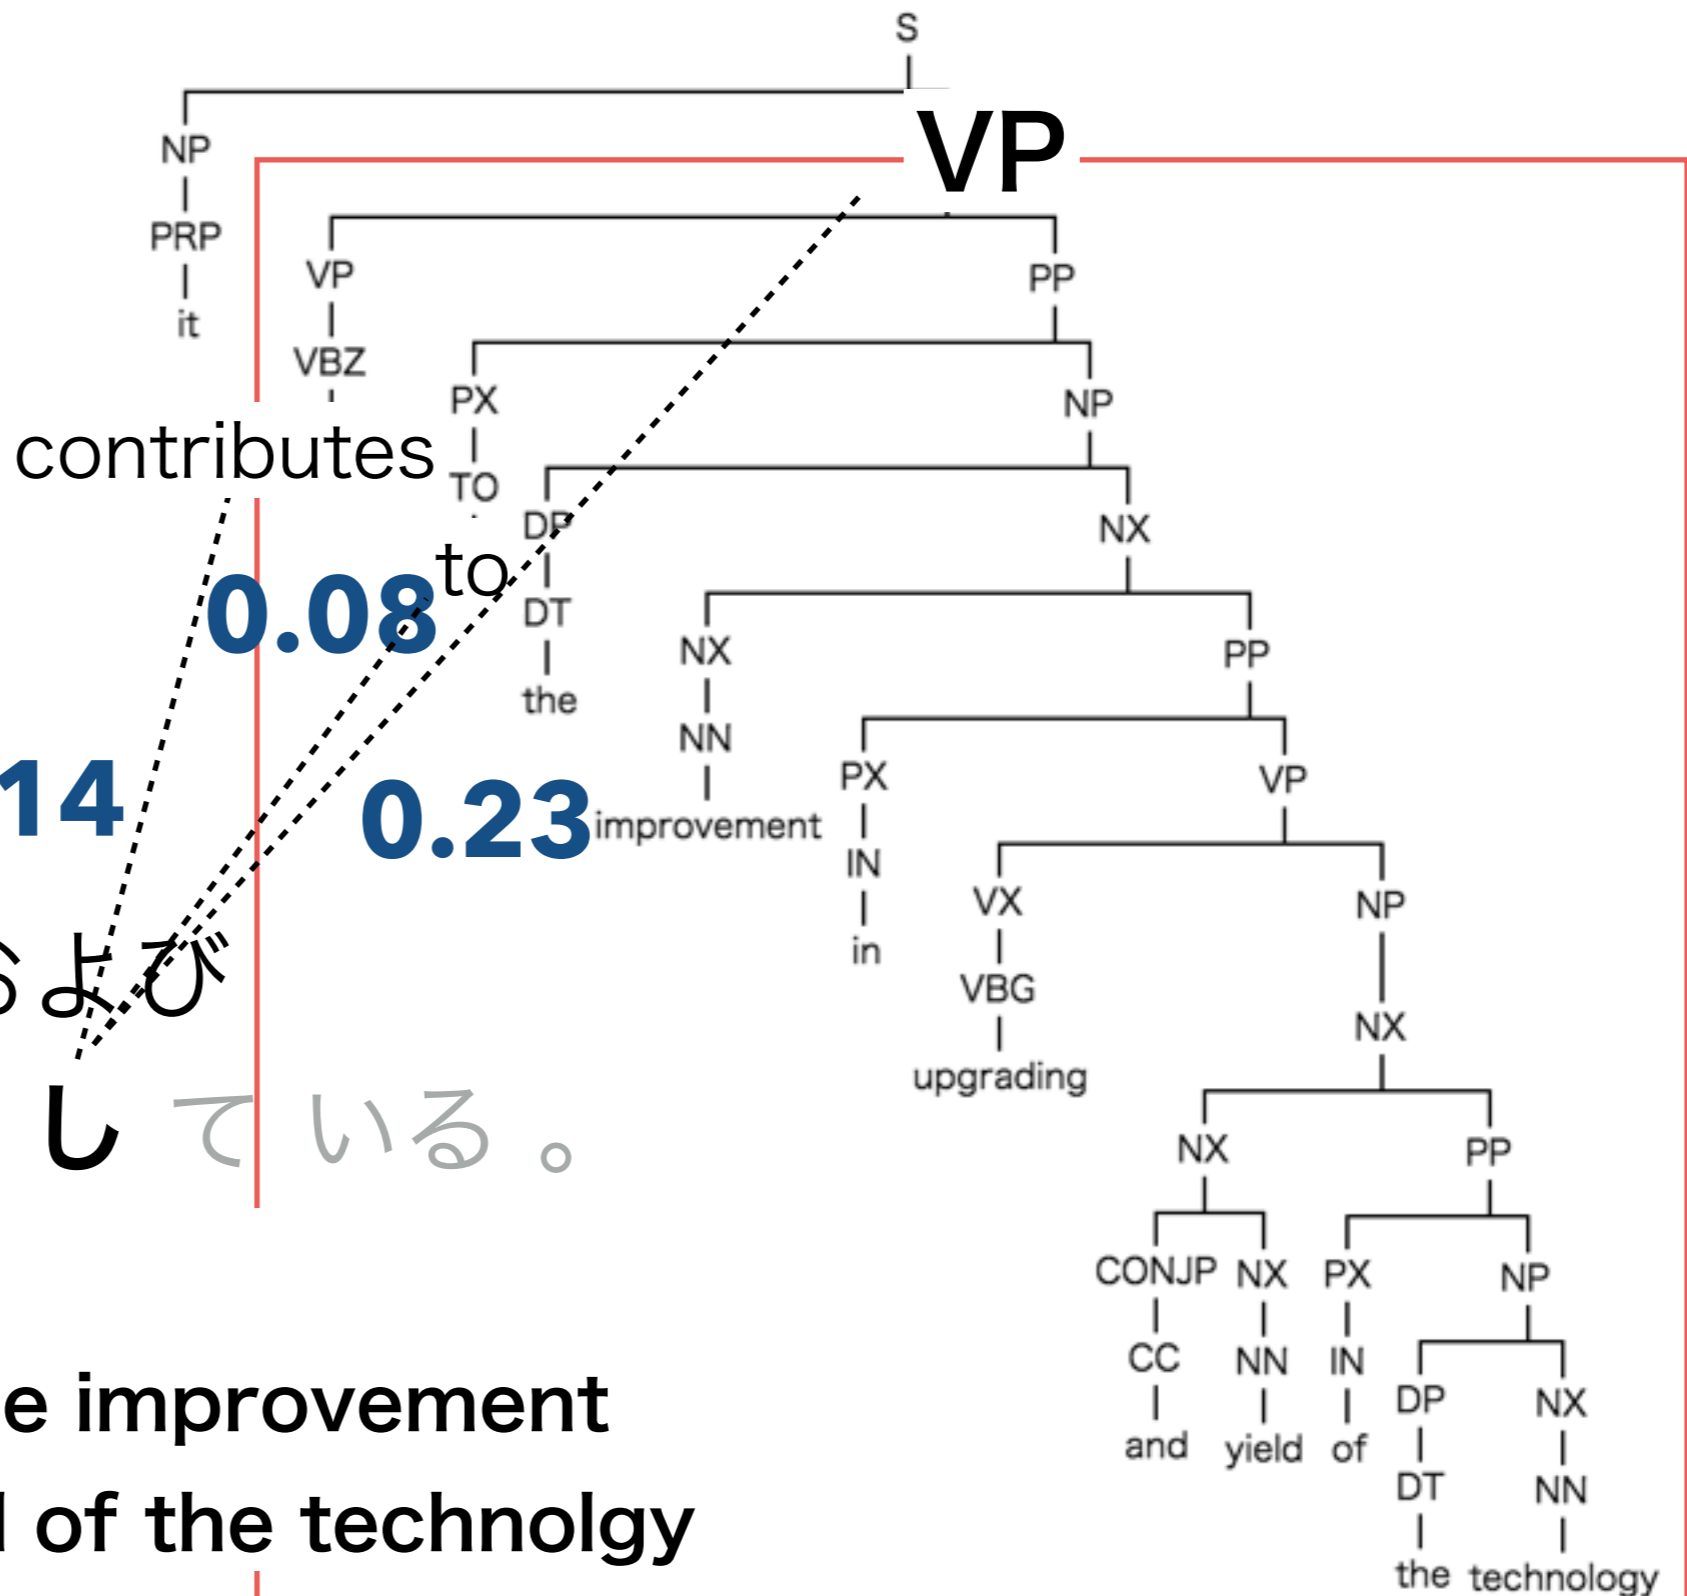 S
VP
NP
PRP
VP
PP
it
VBZ
PX
NP
contributes
TO
DP
NX
to
0.08
DT
NX
PP
the
NN
PX
VP
14
0.23
improvement
IN
VX
NP
in
および
VBG
NX
upgrading
し て いる 。
NX
PP
CONJP NX PX NP
CC NN IN
DP NX
e improvement
and yield of
DT NN
of the technolgy
the technology